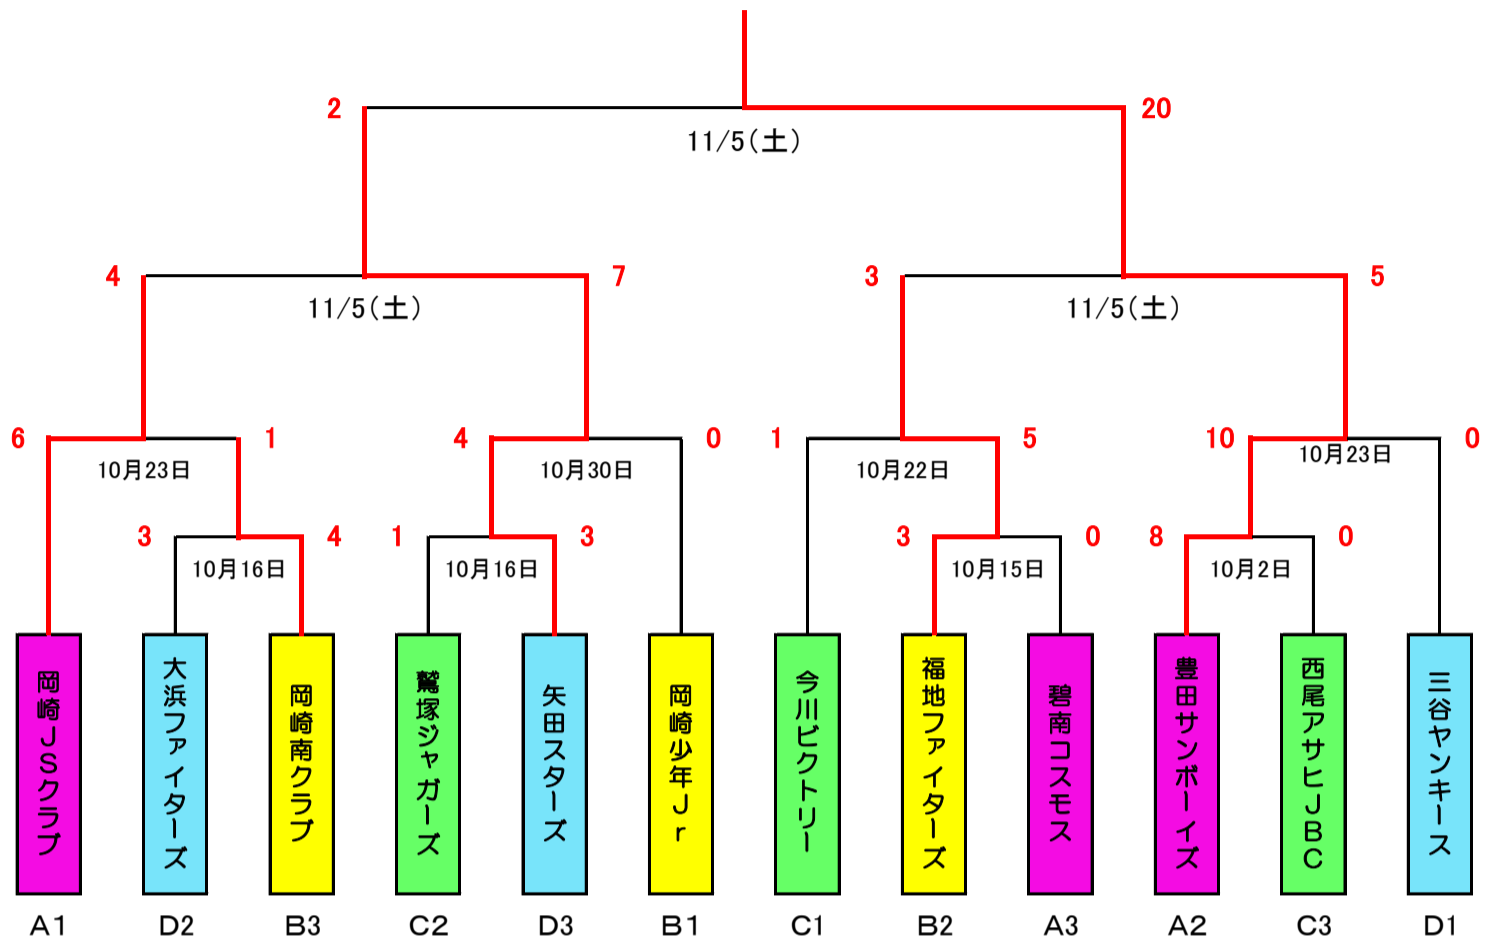 2
20
11/5(土)
4
7
3
5
11/5(土)
11/5(土)
6
1
4
0
1
5
10
0
10月23日
10月30日
10月22日
10月23日
3
4
1
3
3
0
8
0
10月16日
10月16日
10月15日
10月2日
岡崎JSクラブ
大浜ファイターズ
岡崎南クラブ
鷲塚ジャガーズ
矢田スターズ
岡崎少年Jr
今川ビクトリー
福地ファイターズ
碧南コスモス
豊田サンボーイズ
西尾アサヒJBC
三谷ヤンキース
A1
D2
B3
C2
D3
B1
C1
B2
A3
A2
C3
D1